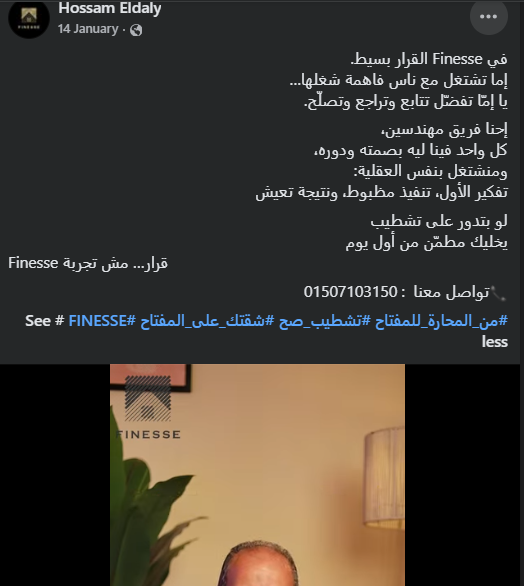 Hossam Eldaly
14 January ·
FINESSE
في Finesse القرار بسيط.
إما تشتغل مع ناس فاهمة شغلها...
يا إمّا تفضّل تتابع وتراجع وتصلّح.
إحنا فريق مهندسين،
كل واحد فينا ليه بصمته ودوره،
ومنشتغل بنفس العقلية:
تفكير الأول، تنفيذ مظبوط، ونتيجة تعيش
لو بتدور على تشطيب
يخليك مطمّن من أول يوم
قرار... مش تجربة Finesse
📞تواصل معنا : 01507103150
#من_المحارة_للمفتاح #تشطيب_صح #شقتك_على_المفتاح #FINESSE # See
less
FINESSE